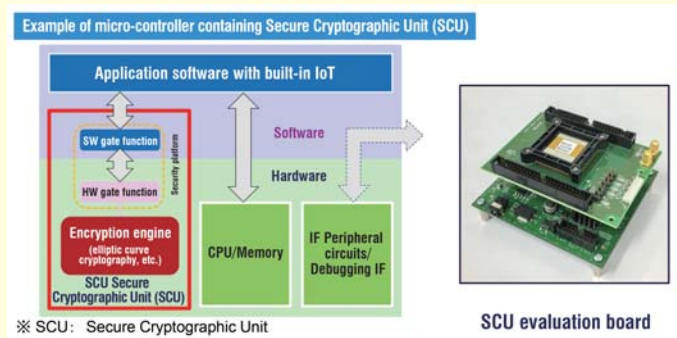 Example of micro-controller containing Secure Cryptographic Unit (SCU)
Application software with built-in IoT
SW gate function
HW gate function
Security platform
Software
Hardware
Encryption engine
(elliptic curve
cryptography, etc.)
SCU Secure
Cryptographic Unit (SCU)
CPU/Memory
IF Peripheral
circuits/
Debugging IF
※ SCU: Secure Cryptographic Unit
SCU evaluation board